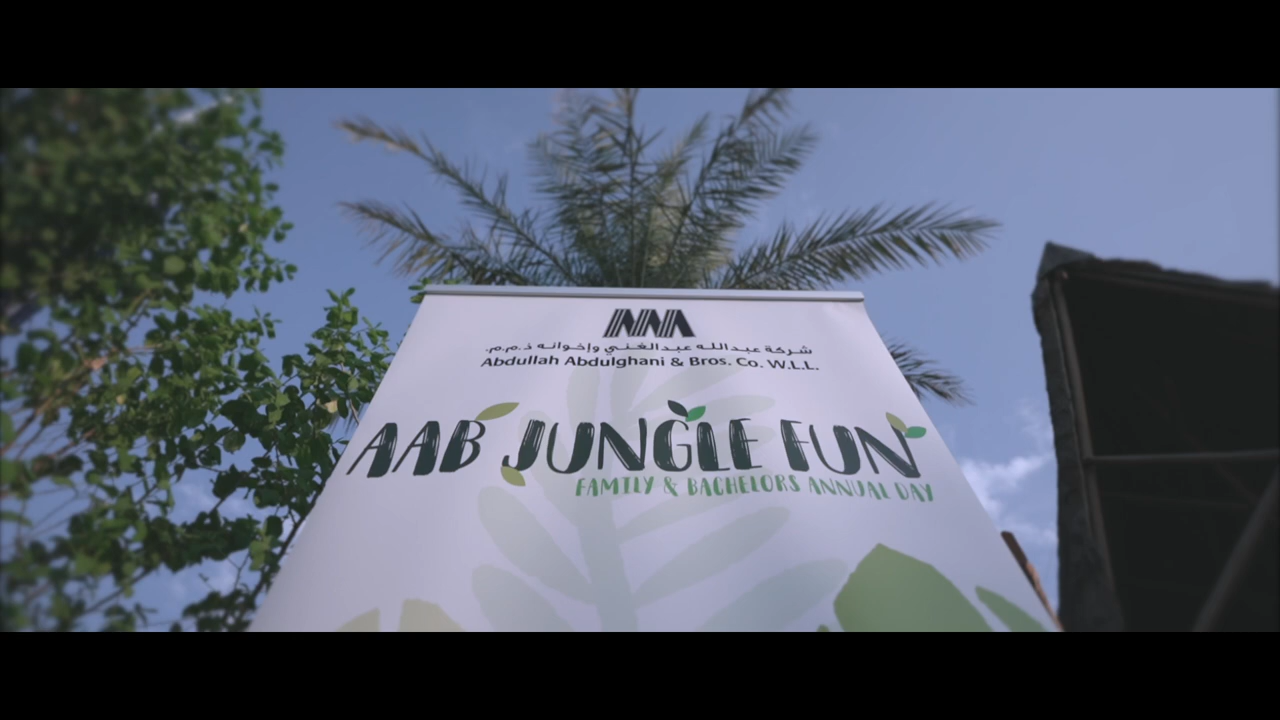 شركة عبدالله عبدالغني وإخوانه ذ.م.م.
Abdullah Abdulghani & Bros. Co. W.L.L.
AAB JUNGLE FUN
FAMILY & BACHELORS ANNUAL DAY